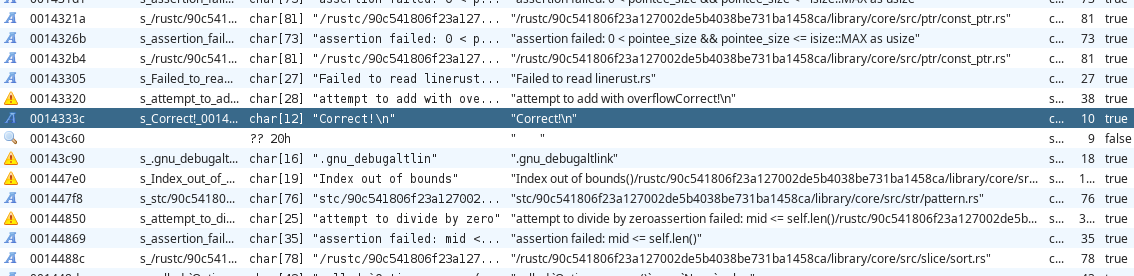 0014321a s_/rustc/90c541... char[81] "/rustc/90c541806f23a127... "/rustc/90c541806f23a127002de5b4038be731ba1458ca/library/core/src/ptr/const_ptr.rs" c... 81 true
0014326b s_assertion_fail... char[73] "assertion failed: 0 < p... "assertion failed: 0 < pointee_size && pointee_size <= isize::MAX as usize" c... 73 true
001432b4 s_/rustc/90c541... char[81] "/rustc/90c541806f23a127... "/rustc/90c541806f23a127002de5b4038be731ba1458ca/library/core/src/ptr/const_ptr.rs" c... 81 true
00143305 s_Failed_to_rea... char[27] "Failed to read linerust... "Failed to read linerust.rs" c... 27 true
00143320 s_attempt_to_ad... char[28] "attempt to add with ove... "attempt to add with overflowCorrect!\n" s... 38 true
0014333c s_Correct!_0014... char[12] "Correct!\n" "Correct!\n" c... 10 true
00143c60 ?? 20h "    " s... 9 false
00143c90 s_.gnu_debugalt... char[16] ".gnu_debugaltlin" ".gnu_debugaltlink" s... 18 true
001447e0 s_Index_out_of_... char[19] "Index out of bounds" "Index out of bounds()/rustc/90c541806f23a127002de5b4038be731ba1458ca/library/core/sr... s... 1... true
001447f8 s_stc/90c54180... char[76] "stc/90c541806f23a127002... "stc/90c541806f23a127002de5b4038be731ba1458ca/library/core/src/str/pattern.rs" c... 76 true
00144850 s_attempt_to_di... char[25] "attempt to divide by zero" "attempt to divide by zeroassertion failed: mid <= self.len()/rustc/90c541806f23a127002de5b... s... 3... true
00144869 s_assertion_fail... char[35] "assertion failed: mid <... "assertion failed: mid <= self.len()" c... 35 true
0014488c s_/rustc/90c541... char[78] "/rustc/90c541806f23a127... "/rustc/90c541806f23a127002de5b4038be731ba1458ca/library/core/src/slice/sort.rs" c... 78 true